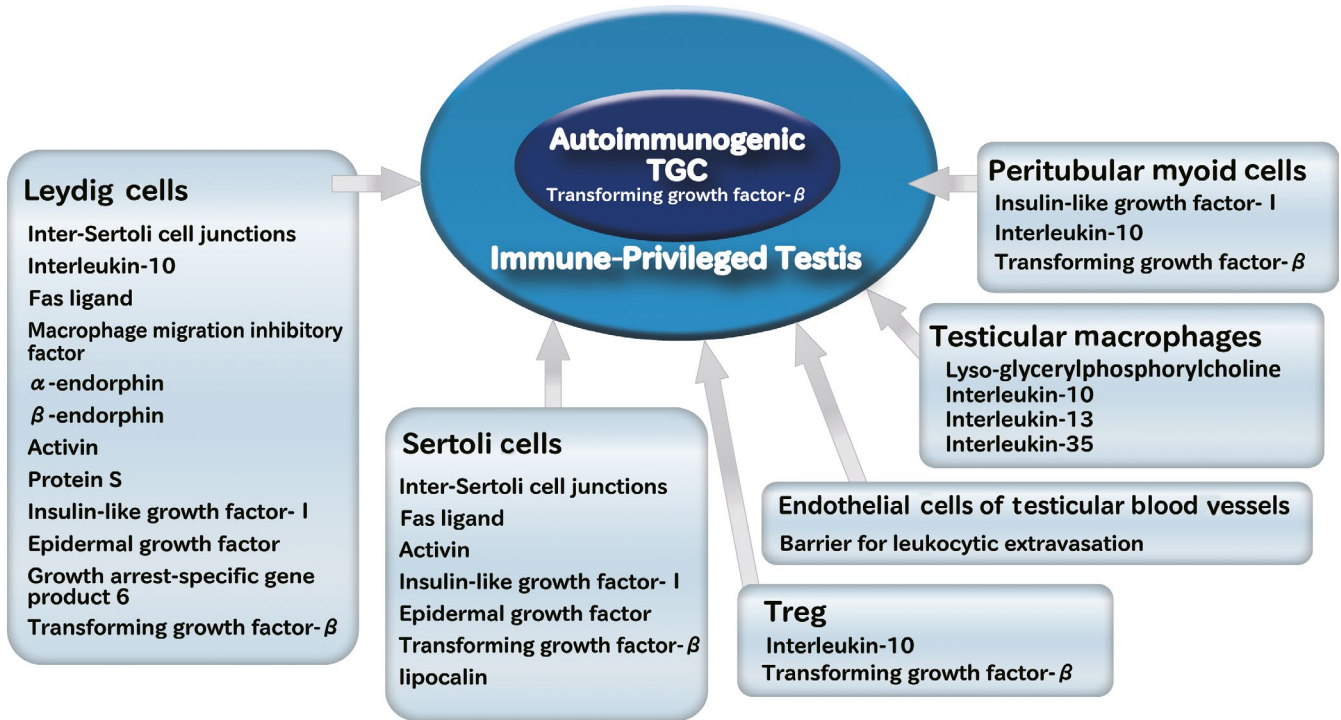 Autoimmunogenic
TGC
Transforming growth factor-β
Immune-Privileged Testis
Leydig cells
Inter-Sertoli cell junctions
Interleukin-10
Fas ligand
Macrophage migration inhibitory
factor
α-endorphin
β-endorphin
Activin
Protein S
Insulin-like growth factor-I
Epidermal growth factor
Growth arrest-specific gene
product 6
Transforming growth factor-β
Sertoli cells
Inter-Sertoli cell junctions
Fas ligand
Activin
Insulin-like growth factor-I
Epidermal growth factor
Transforming growth factor-β
lipocalin
Peritubular myoid cells
Insulin-like growth factor-I
Interleukin-10
Transforming growth factor-β
Testicular macrophages
Lyso-glycerylphosphorylcholine
Interleukin-10
Interleukin-13
Interleukin-35
Endothelial cells of testicular blood vessels
Barrier for leukocytic extravasation
Treg
Interleukin-10
Transforming growth factor-β